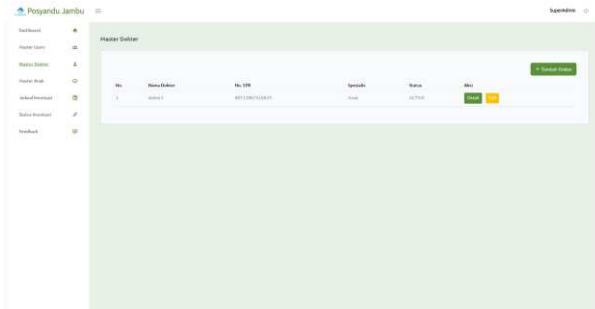 Posyandu Jambu
Superadmin
Dashboard
Master Users
Master Dokter
Master Anak
Jadwal Imunisasi
Status Imunisasi
Feedback
Master Dokter
+ Tambah Dokter
No. Nama Dokter No. STR Spesialis Status Aksi
1 Anak ACTIVE Detail Edit